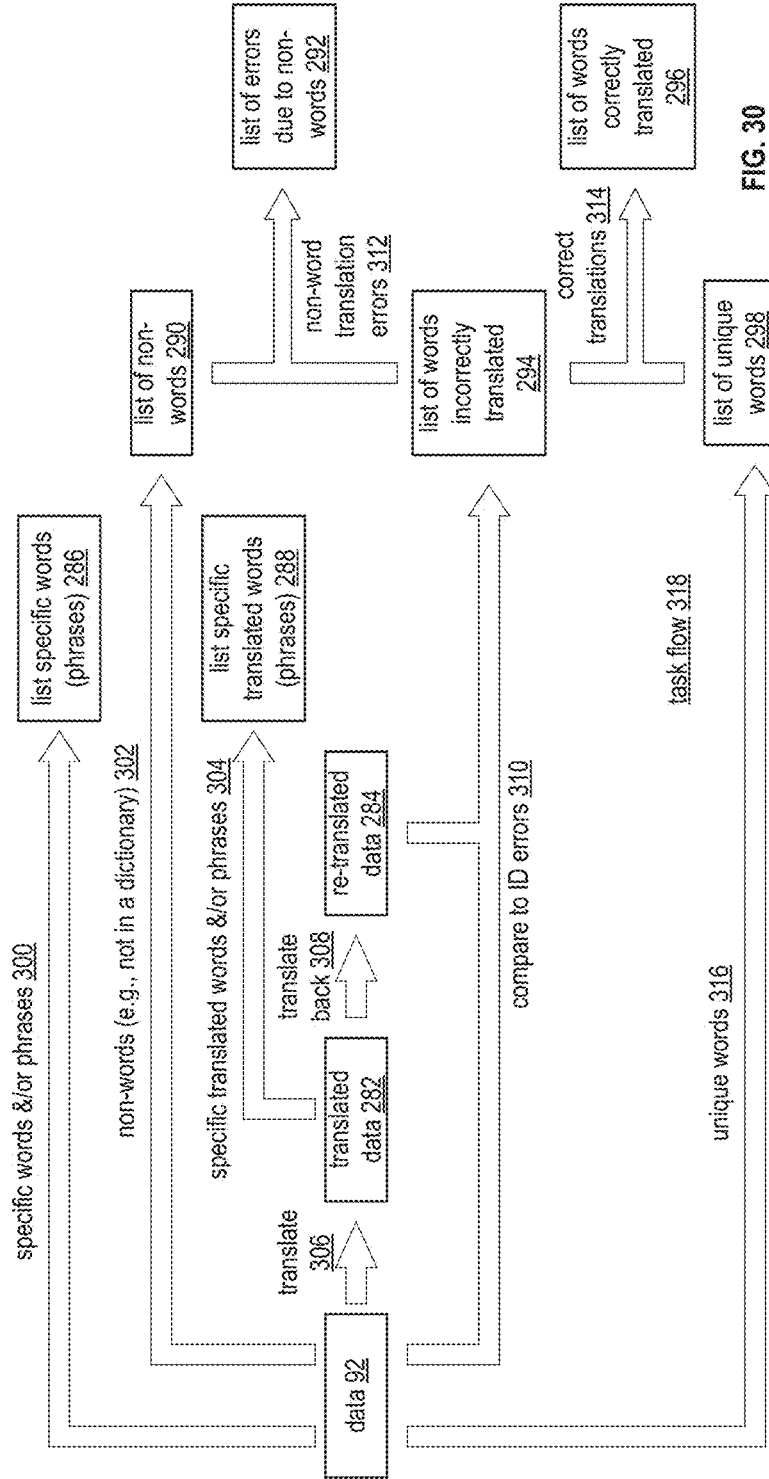 specific words &/or phrases 300
list specific words
(phrases) 286
non-words (e.g., not in a dictionary) 302
list of non-
words 290
list of errors
due to non-
words 292
specific translated words &/or phrases 304
list specific
translated words
(phrases) 288
non-word
translation
errors 312
data 92
translate
306
translated
data 282
translate
back 308
re-translated
data 284
compare to ID errors 310
list of words
incorrectly
translated
294
correct
translations 314
list of words
correctly
translated
296
unique words 316
task flow 318
list of unique
words 298
FIG. 30